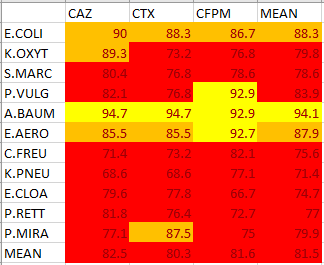 CAZ CTX CFPM MEAN
E.COLI 90 88.3 86.7 88.3
K.OXYT 89.3 73.2 76.8 79.8
S.MARC 80.4 76.8 78.6 78.6
P.VULG 82.1 76.8 92.9 83.9
A.BAUM 94.7 94.7 92.9 94.1
E.AERO 85.5 85.5 92.7 87.9
C.FREU 71.4 73.2 82.1 75.6
K.PNEU 68.6 68.6 77.1 71.4
E.CLOA 79.6 77.8 66.7 74.7
P.RETT 81.8 76.4 72.7 77
P.MIRA 77.1 87.5 75 79.9
MEAN 82.5 80.3 81.6 81.5